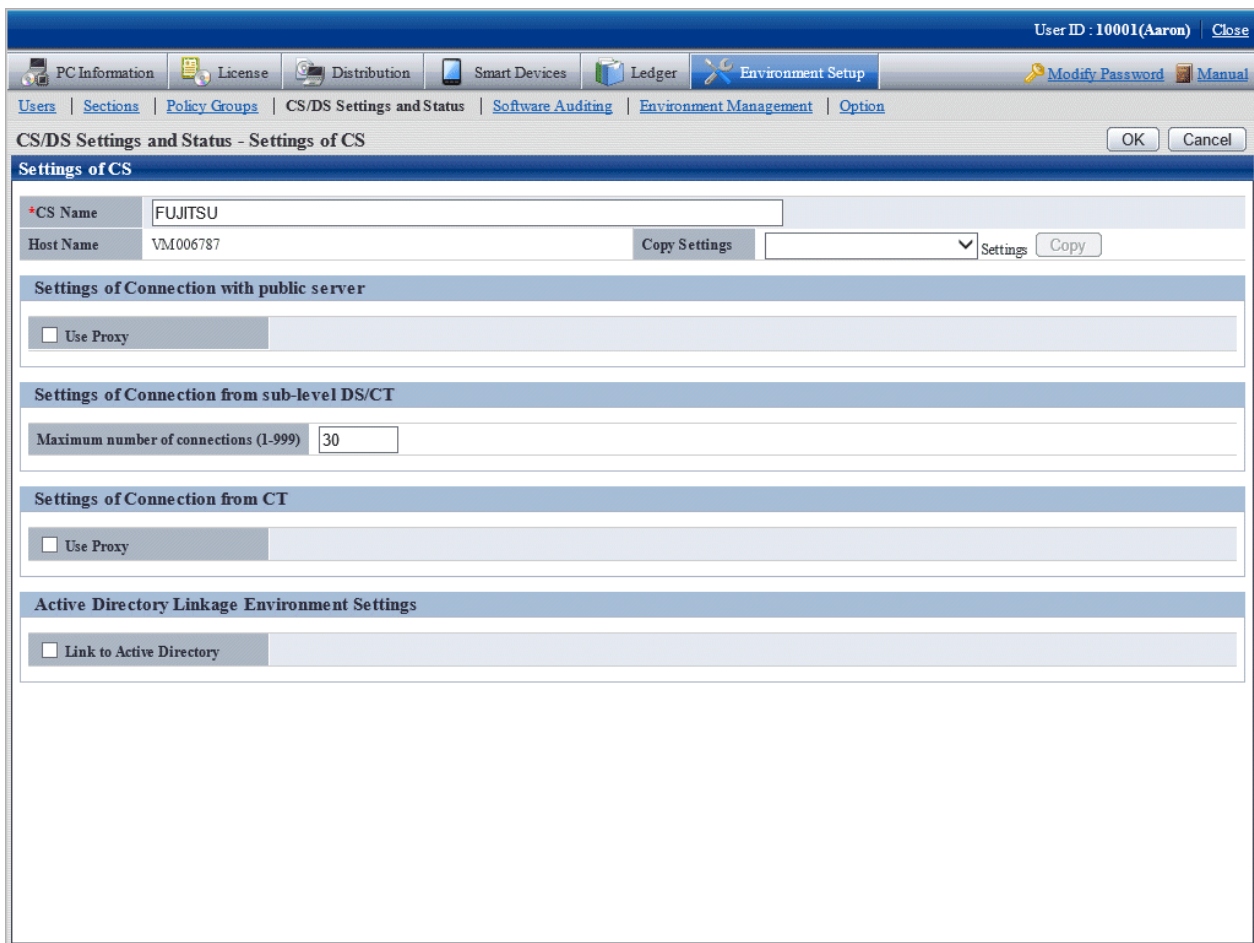 User ID : 10001(Aaron) | Close
PC Information License Distribution Smart Devices Ledger Environment Setup Modify Password Manual
Users | Sections | Policy Groups | CS/DS Settings and Status | Software Auditing | Environment Management | Option
CS/DS Settings and Status - Settings of CS OK Cancel
Settings of CS
*CS Name FUJITSU
Host Name VM006787 Copy Settings Settings Copy
Settings of Connection with public server
Use Proxy
Settings of Connection from sub-level DS/CT
Maximum number of connections (1-999) 30
Settings of Connection from CT
Use Proxy
Active Directory Linkage Environment Settings
Link to Active Directory